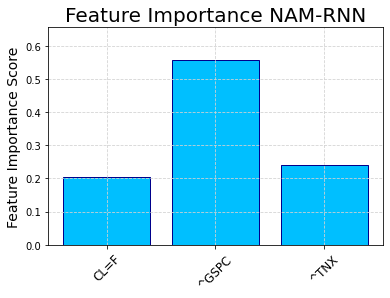 Feature Importance NAM-RNN
Feature Importance Score
0.6
0.5
0.4
0.3
0.2
0.1
0.0
CL=F
^GSPC
^TNX